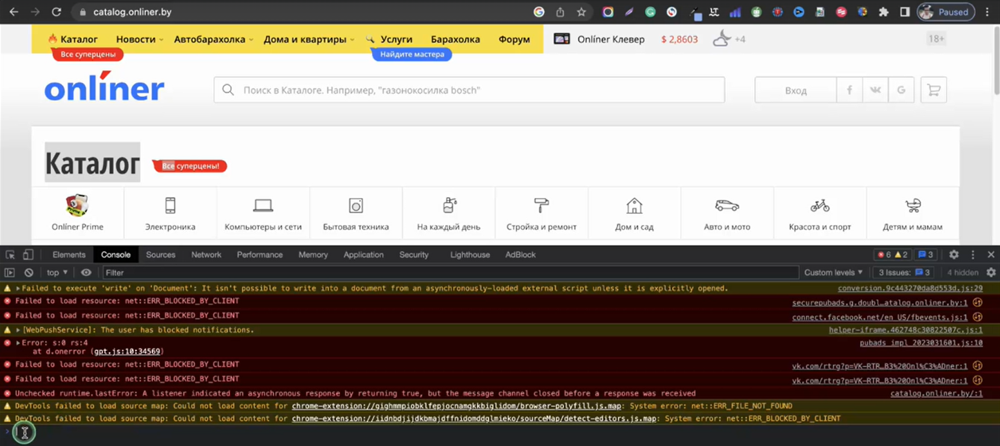 catalog.onliner.by
Paused
Каталог Новости Автобарахолка Дома и квартиры Услуги Барахолка Форум Onlíner Клевер $ 2,8603 +4 18+
Все суперцены Найдите мастера
onlíner
Поиск в Каталоге. Например, "газонокосилка bosch"
Вход
Каталог
Все суперцены!
Onlíner Prime Электроника Компьютеры и сети Бытовая техника На каждый день Стройка и ремонт Дом и сад Авто и мото Красота и спорт Детям и мамам
Elements Console Sources Network Performance Memory Application Security Lighthouse AdBlock 6 2 3
top Filter Custom levels 3 Issues: 3 4 hidden
Failed to execute 'write' on 'Document': It isn't possible to write into a document from an asynchronously-loaded external script unless it is explicitly opened. conversion.9c443270da8d553d.js:29
Failed to load resource: net::ERR_BLOCKED_BY_CLIENT securepubads.g.doubl…atalog.onliner.by:1
Failed to load resource: net::ERR_BLOCKED_BY_CLIENT connect.facebook.net/en_US/fbevents.js:1
[WebPushService]: The user has blocked notifications. helper-iframe.462748c30822507c.js:1
Error: s:0 rs:4 pubads_impl_2023031601.js:10
at d.onerror (gpt.js:10:34569)
Failed to load resource: net::ERR_BLOCKED_BY_CLIENT vk.com/rtrg?p=VK-RTR…B3%20Onl%C3%ADner:1
Failed to load resource: net::ERR_BLOCKED_BY_CLIENT vk.com/rtrg?p=VK-RTR…B3%20Onl%C3%ADner:1
Unchecked runtime.lastError: A listener indicated an asynchronous response by returning true, but the message channel closed before a response was received catalog.onliner.by/:1
DevTools failed to load source map: Could not load content for chrome-extension://gighmmpiobklfepjocnamgkkbiglidom/browser-polyfill.js.map: System error: net::ERR_FILE_NOT_FOUND
DevTools failed to load source map: Could not load content for chrome-extension://iidnbdjijdkbmajdffnidomddglmieko/sourceMap/detect-editors.js.map: System error: net::ERR_BLOCKED_BY_CLIENT